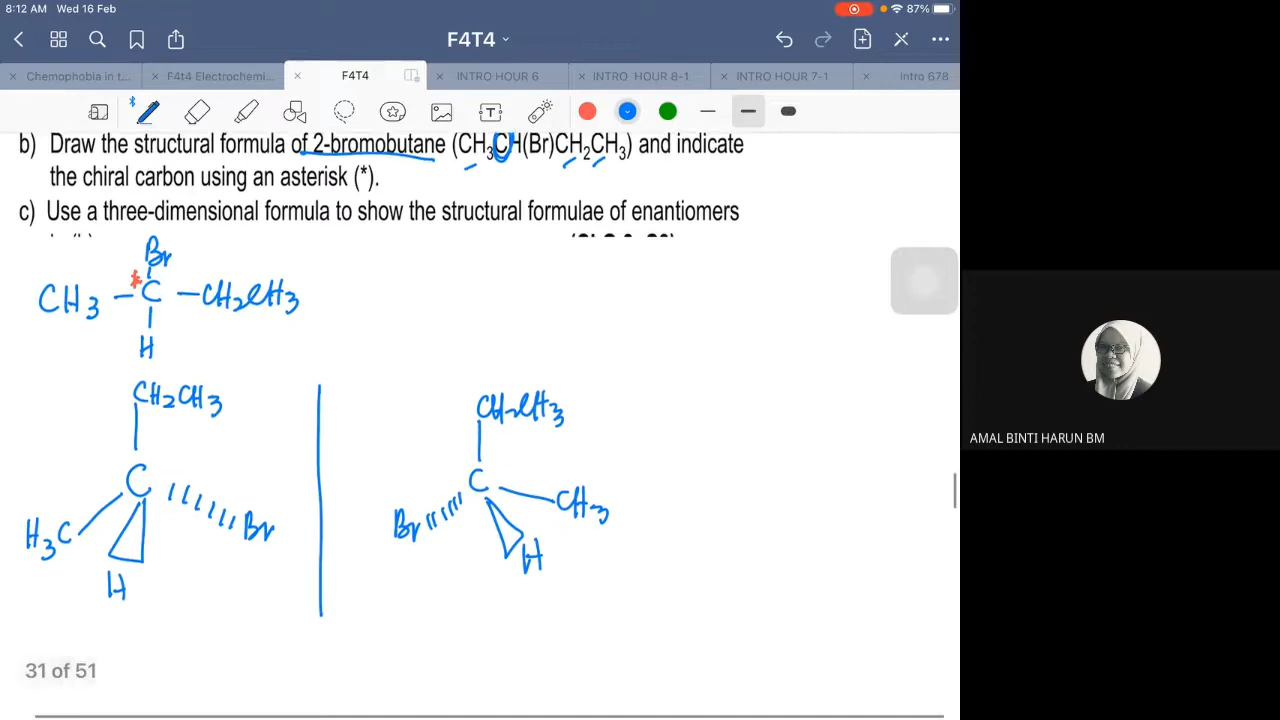 8:12 AM Wed 16 Feb
87%
F4T4
Chemophobia in t...
F4t4 Electrochemi...
F4T4
INTRO HOUR 6
INTRO HOUR 8-1
INTRO HOUR 7-1
Intro 678
b) Draw the structural formula of 2-bromobutane (CH₃CH(Br)CH₂CH₃) and indicate
the chiral carbon using an asterisk (*).
c) Use a three-dimensional formula to show the structural formulae of enantiomers
Br
CH₃ - *C - CH₂CH₃
H
CH₂CH₃
C
H₃C
Br
H
CH₂CH₃
C
Br
CH₃
H
AMAL BINTI HARUN BM
31 of 51